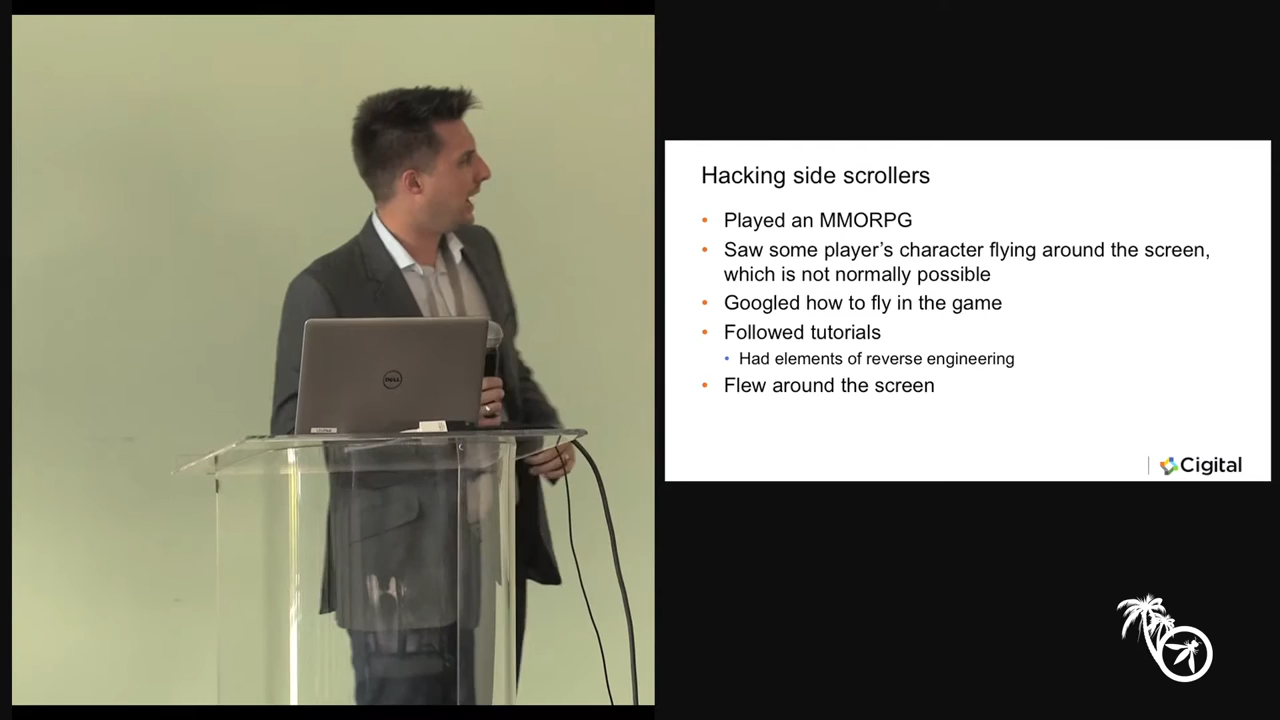 Hacking side scrollers
• Played an MMORPG
• Saw some player's character flying around the screen,
which is not normally possible
• Googled how to fly in the game
• Followed tutorials
• Had elements of reverse engineering
• Flew around the screen
Cigital
DELL